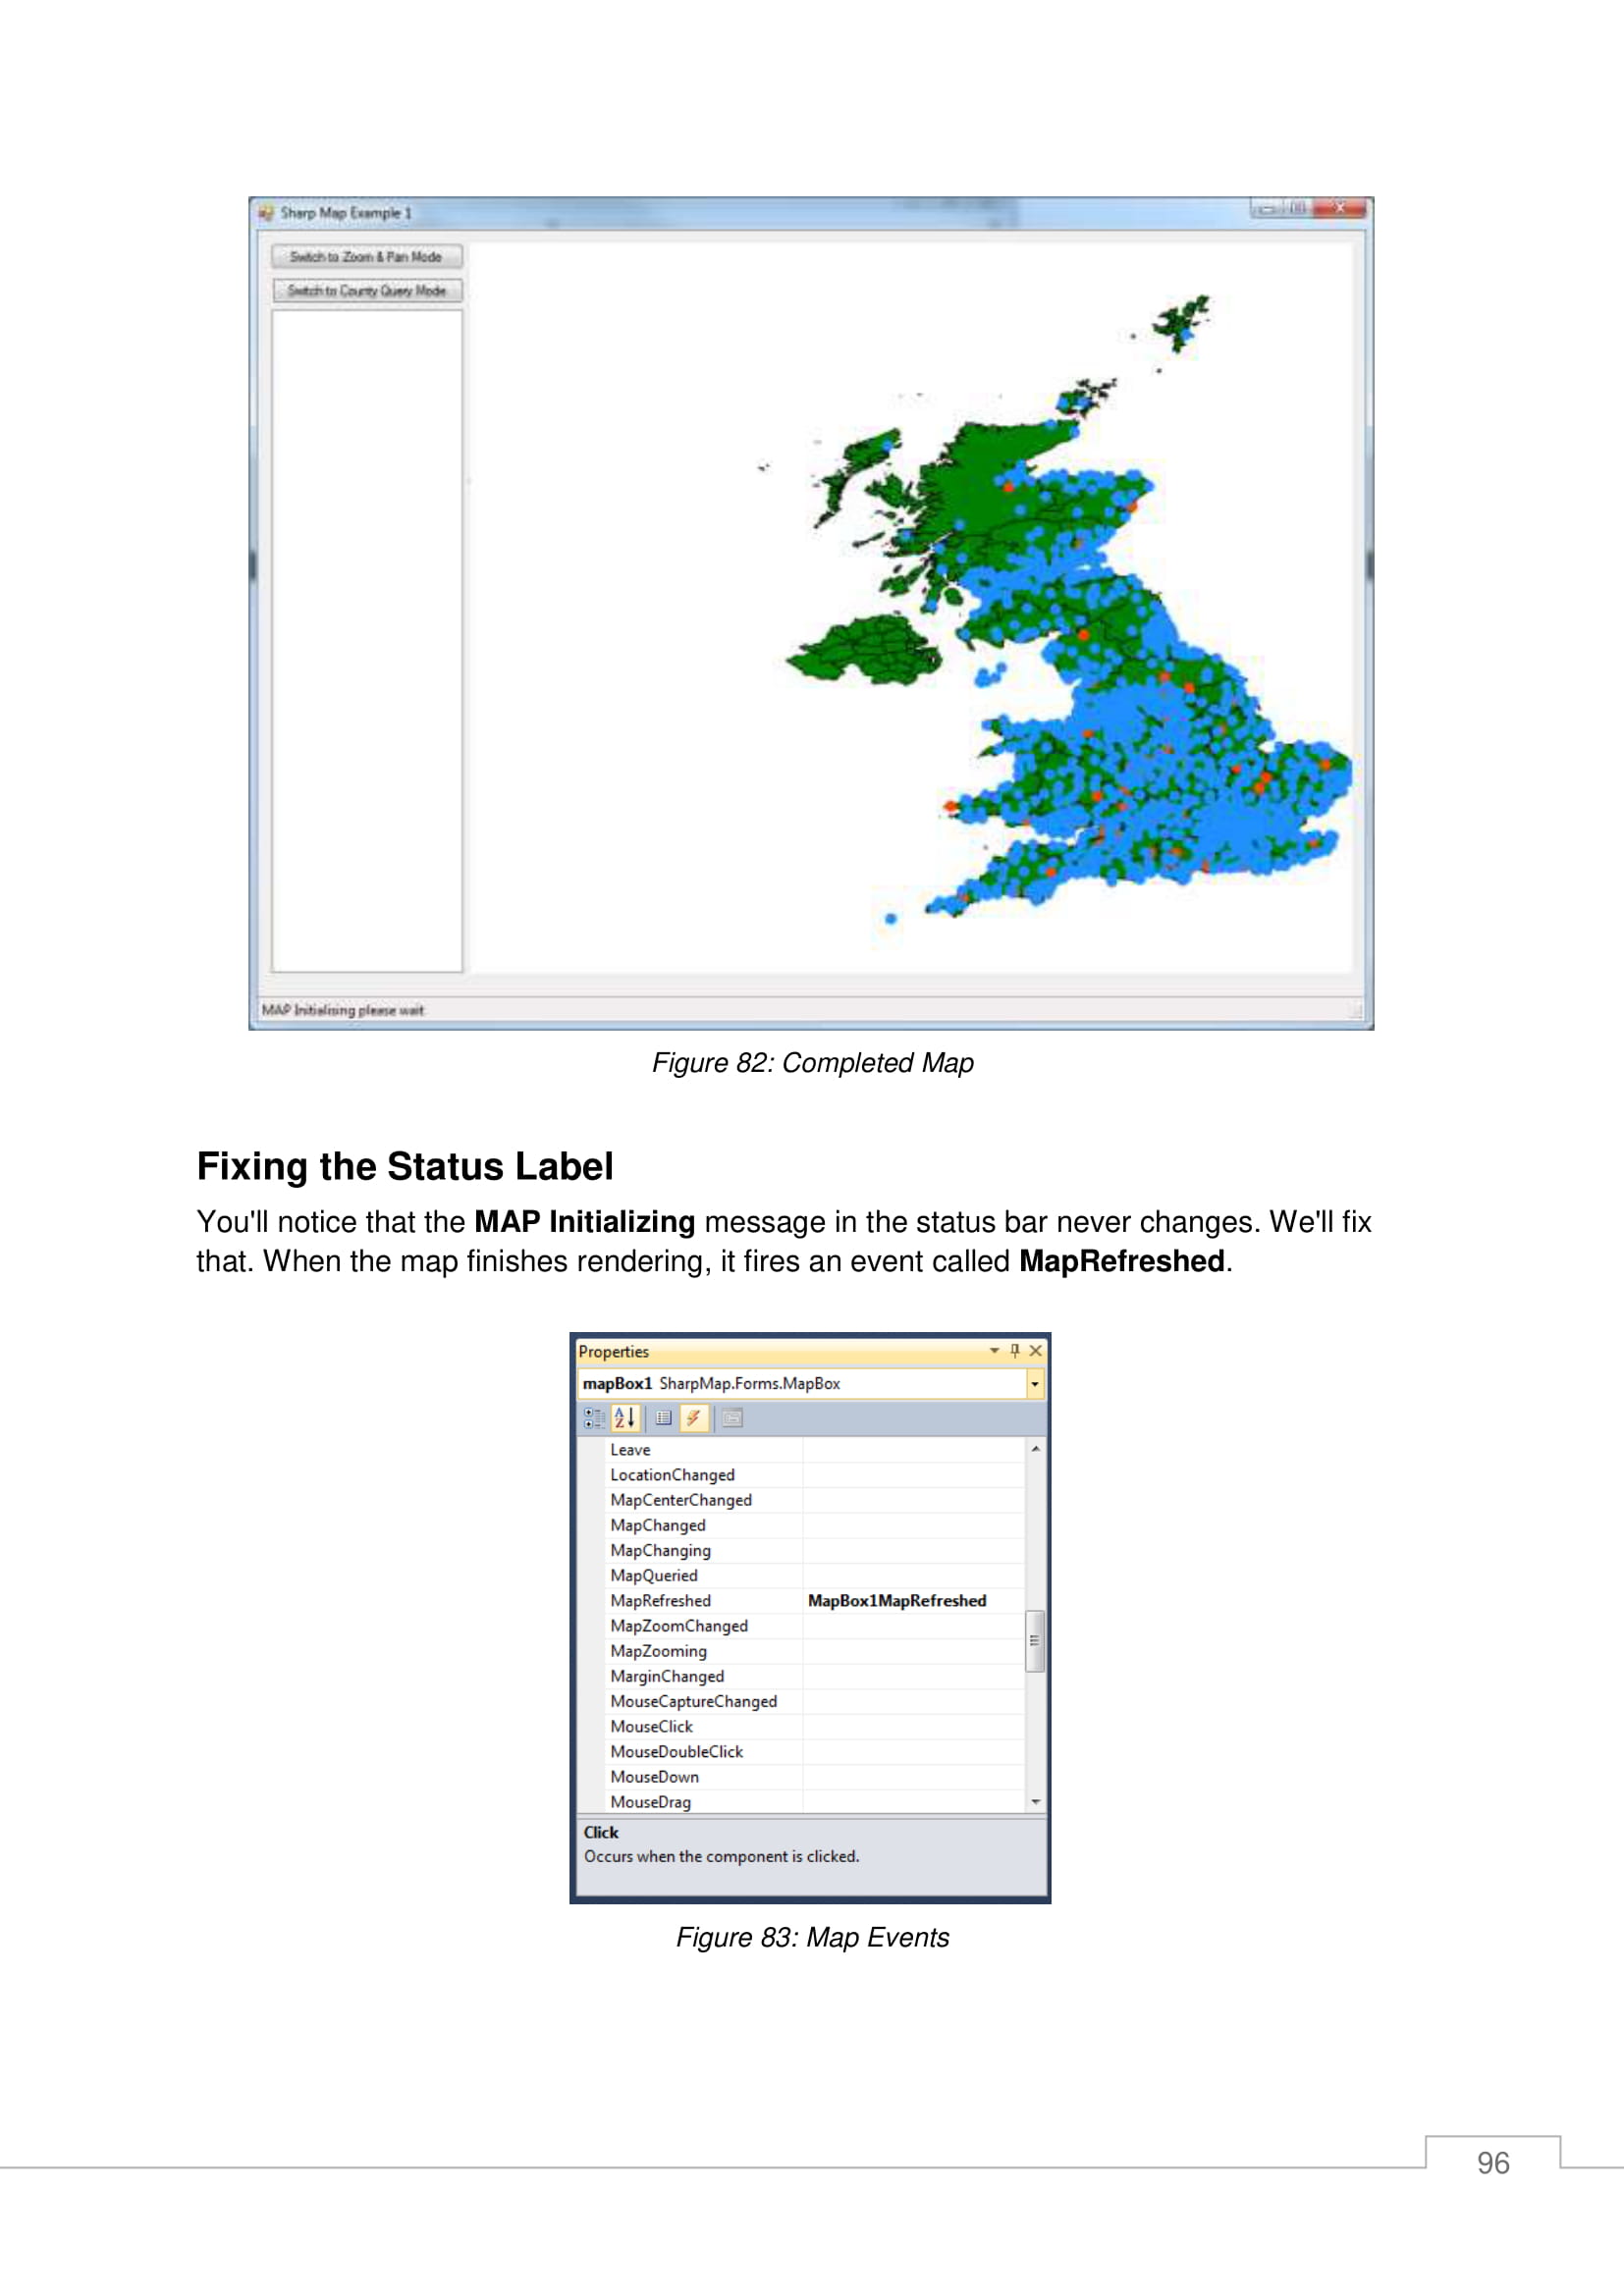 Sharp Map Example 1
Switch to Zoom & Pan Mode
Switch to County Query Mode
MAP Initialising please wait
Figure 82: Completed Map
Fixing the Status Label
You'll notice that the MAP Initializing message in the status bar never changes. We'll fix
that. When the map finishes rendering, it fires an event called MapRefreshed.
Properties
mapBox1 SharpMap.Forms.MapBox
Leave
LocationChanged
MapCenterChanged
MapChanged
MapChanging
MapQueried
MapRefreshed MapBox1MapRefreshed
MapZoomChanged
MapZooming
MarginChanged
MouseCaptureChanged
MouseClick
MouseDoubleClick
MouseDown
MouseDrag
Click
Occurs when the component is clicked.
Figure 83: Map Events
96